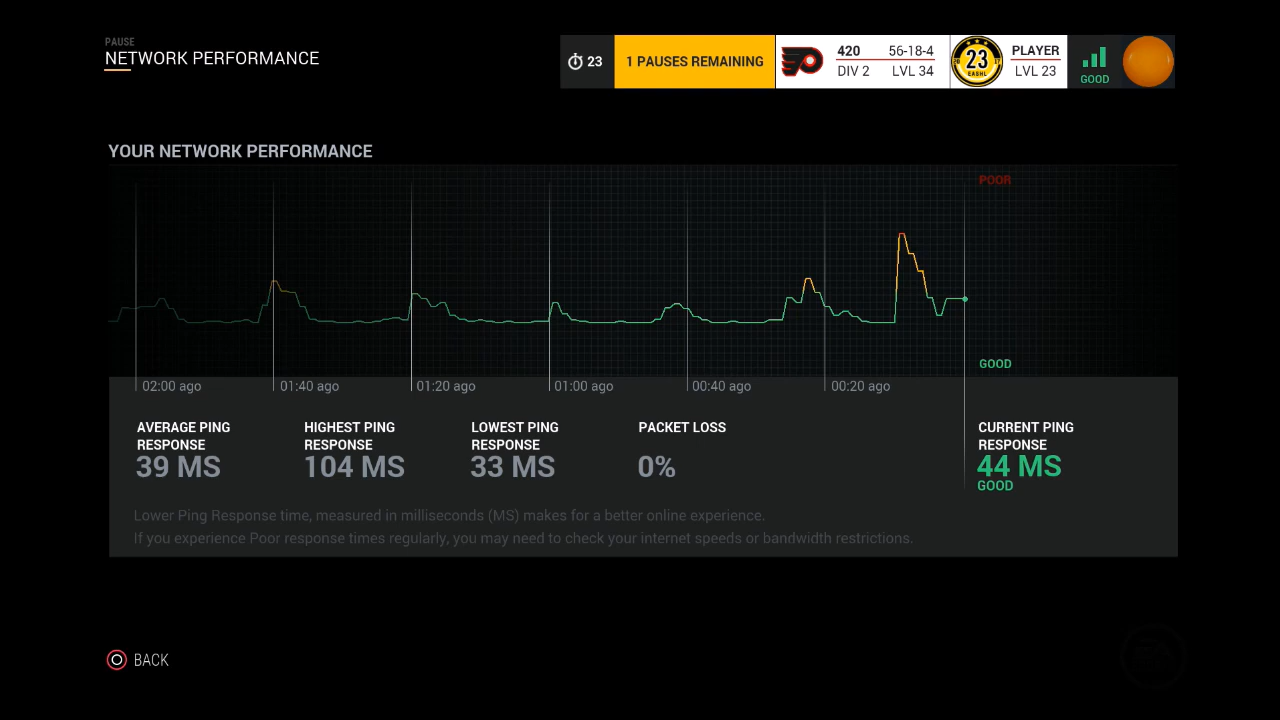 PAUSE
NETWORK PERFORMANCE
23
1 PAUSES REMAINING
420 56-18-4
DIV 2 LVL 34
23
EASHL
PLAYER
LVL 23
GOOD
YOUR NETWORK PERFORMANCE
POOR
GOOD
02:00 ago 01:40 ago 01:20 ago 01:00 ago 00:40 ago 00:20 ago
AVERAGE PING RESPONSE
39 MS
HIGHEST PING RESPONSE
104 MS
LOWEST PING RESPONSE
33 MS
PACKET LOSS
0%
CURRENT PING RESPONSE
44 MS
GOOD
Lower Ping Response time, measured in milliseconds (MS) makes for a better online experience.
If you experience Poor response times regularly, you may need to check your internet speeds or bandwidth restrictions.
BACK